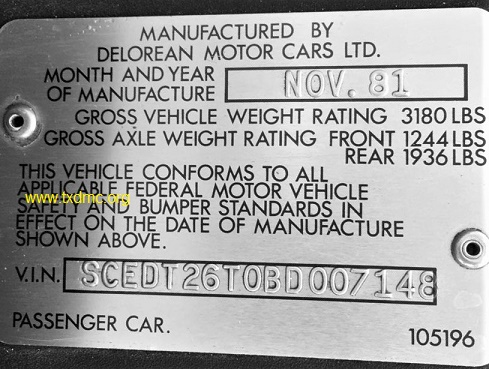 MANUFACTURED BY
DELOREAN MOTOR CARS LTD.
MONTH AND YEAR
OF MANUFACTURE NOV. 81
GROSS VEHICLE WEIGHT RATING 3180 LBS
GROSS AXLE WEIGHT RATING FRONT 1244 LBS
REAR 1936 LBS
THIS VEHICLE CONFORMS TO ALL
APPLICABLE FEDERAL MOTOR VEHICLE
www.txdmc.org
SAFETY AND BUMPER STANDARDS IN
EFFECT ON THE DATE OF MANUFACTURE
SHOWN ABOVE.
V.I.N. SCEDT26T0BD007148
PASSENGER CAR. 105196